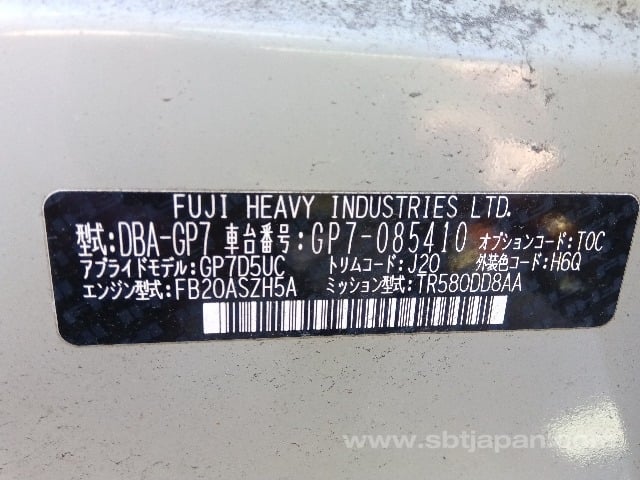 FUJI HEAVY INDUSTRIES LTD.
型式:DBA-GP7 車台番号:GP7-085410 オプションコード:TOC
アプライドモデル:GP7D5UC トリムコード:J20 外装色コード:H6Q
エンジン型式:FB20ASZH5A ミッション型式:TR580DD8AA
www.sbtjapan.com